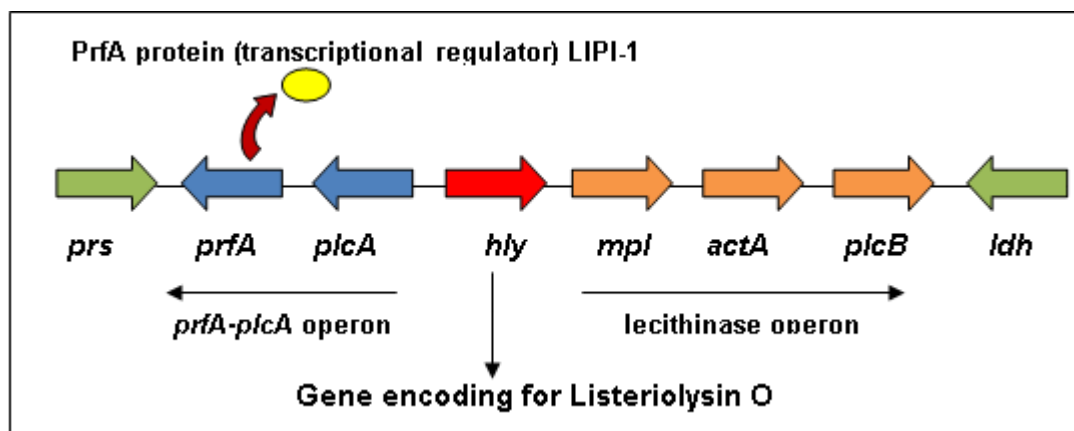 PrfA protein (transcriptional regulator) LIPI-1
prs prfA plcA hly mpl actA plcB ldh
prfA-plcA operon lecithinase operon
Gene encoding for Listeriolysin O